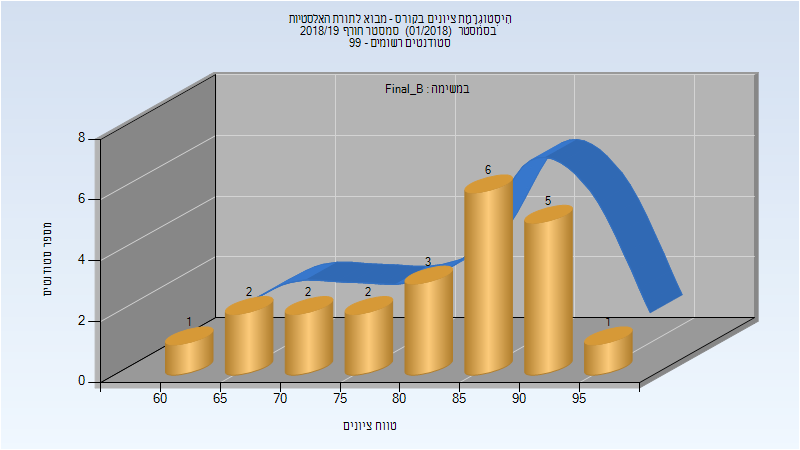 היסטוגרמת ציונים בקורס - מבוא לתורת האלסטיות
בסמסטר (01/2018) סמסטר חורף 2018/19
סטודנטים רשומים - 99
במשימה : Final_B
מספר סטודנטים
8
6
4
2
0
1
2
2
2
3
6
5
1
60 65 70 75 80 85 90 95
טווח ציונים